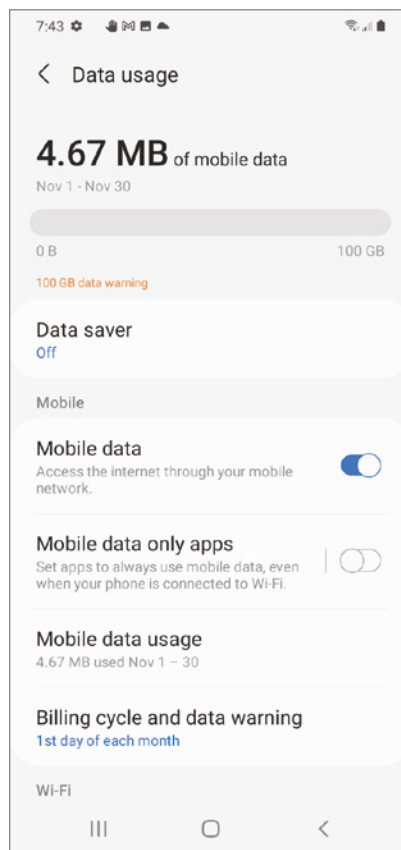 7:43
Data usage
4.67 MB of mobile data
Nov 1 - Nov 30
0 B 100 GB
100 GB data warning
Data saver
Off
Mobile
Mobile data
Access the internet through your mobile
network.
Mobile data only apps
Set apps to always use mobile data, even
when your phone is connected to Wi-Fi.
Mobile data usage
4.67 MB used Nov 1 – 30
Billing cycle and data warning
1st day of each month
Wi-Fi